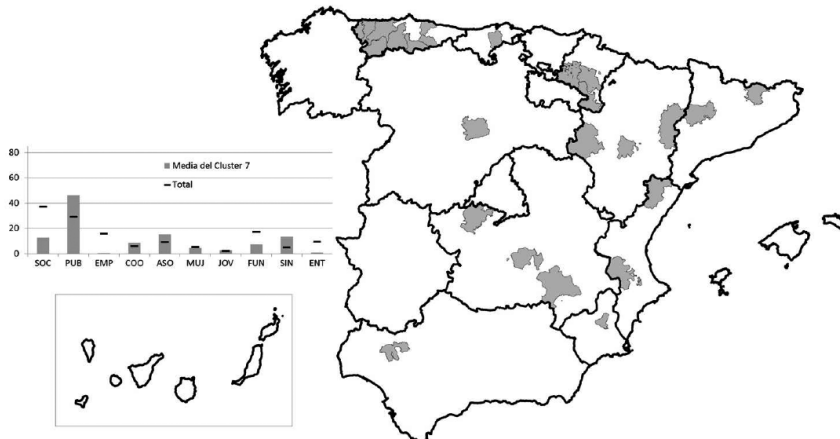 80
60
40
20
0
Media del Cluster 7
Total
SOC PUB EMP COO ASO MUJ JOV FUN SIN ENT